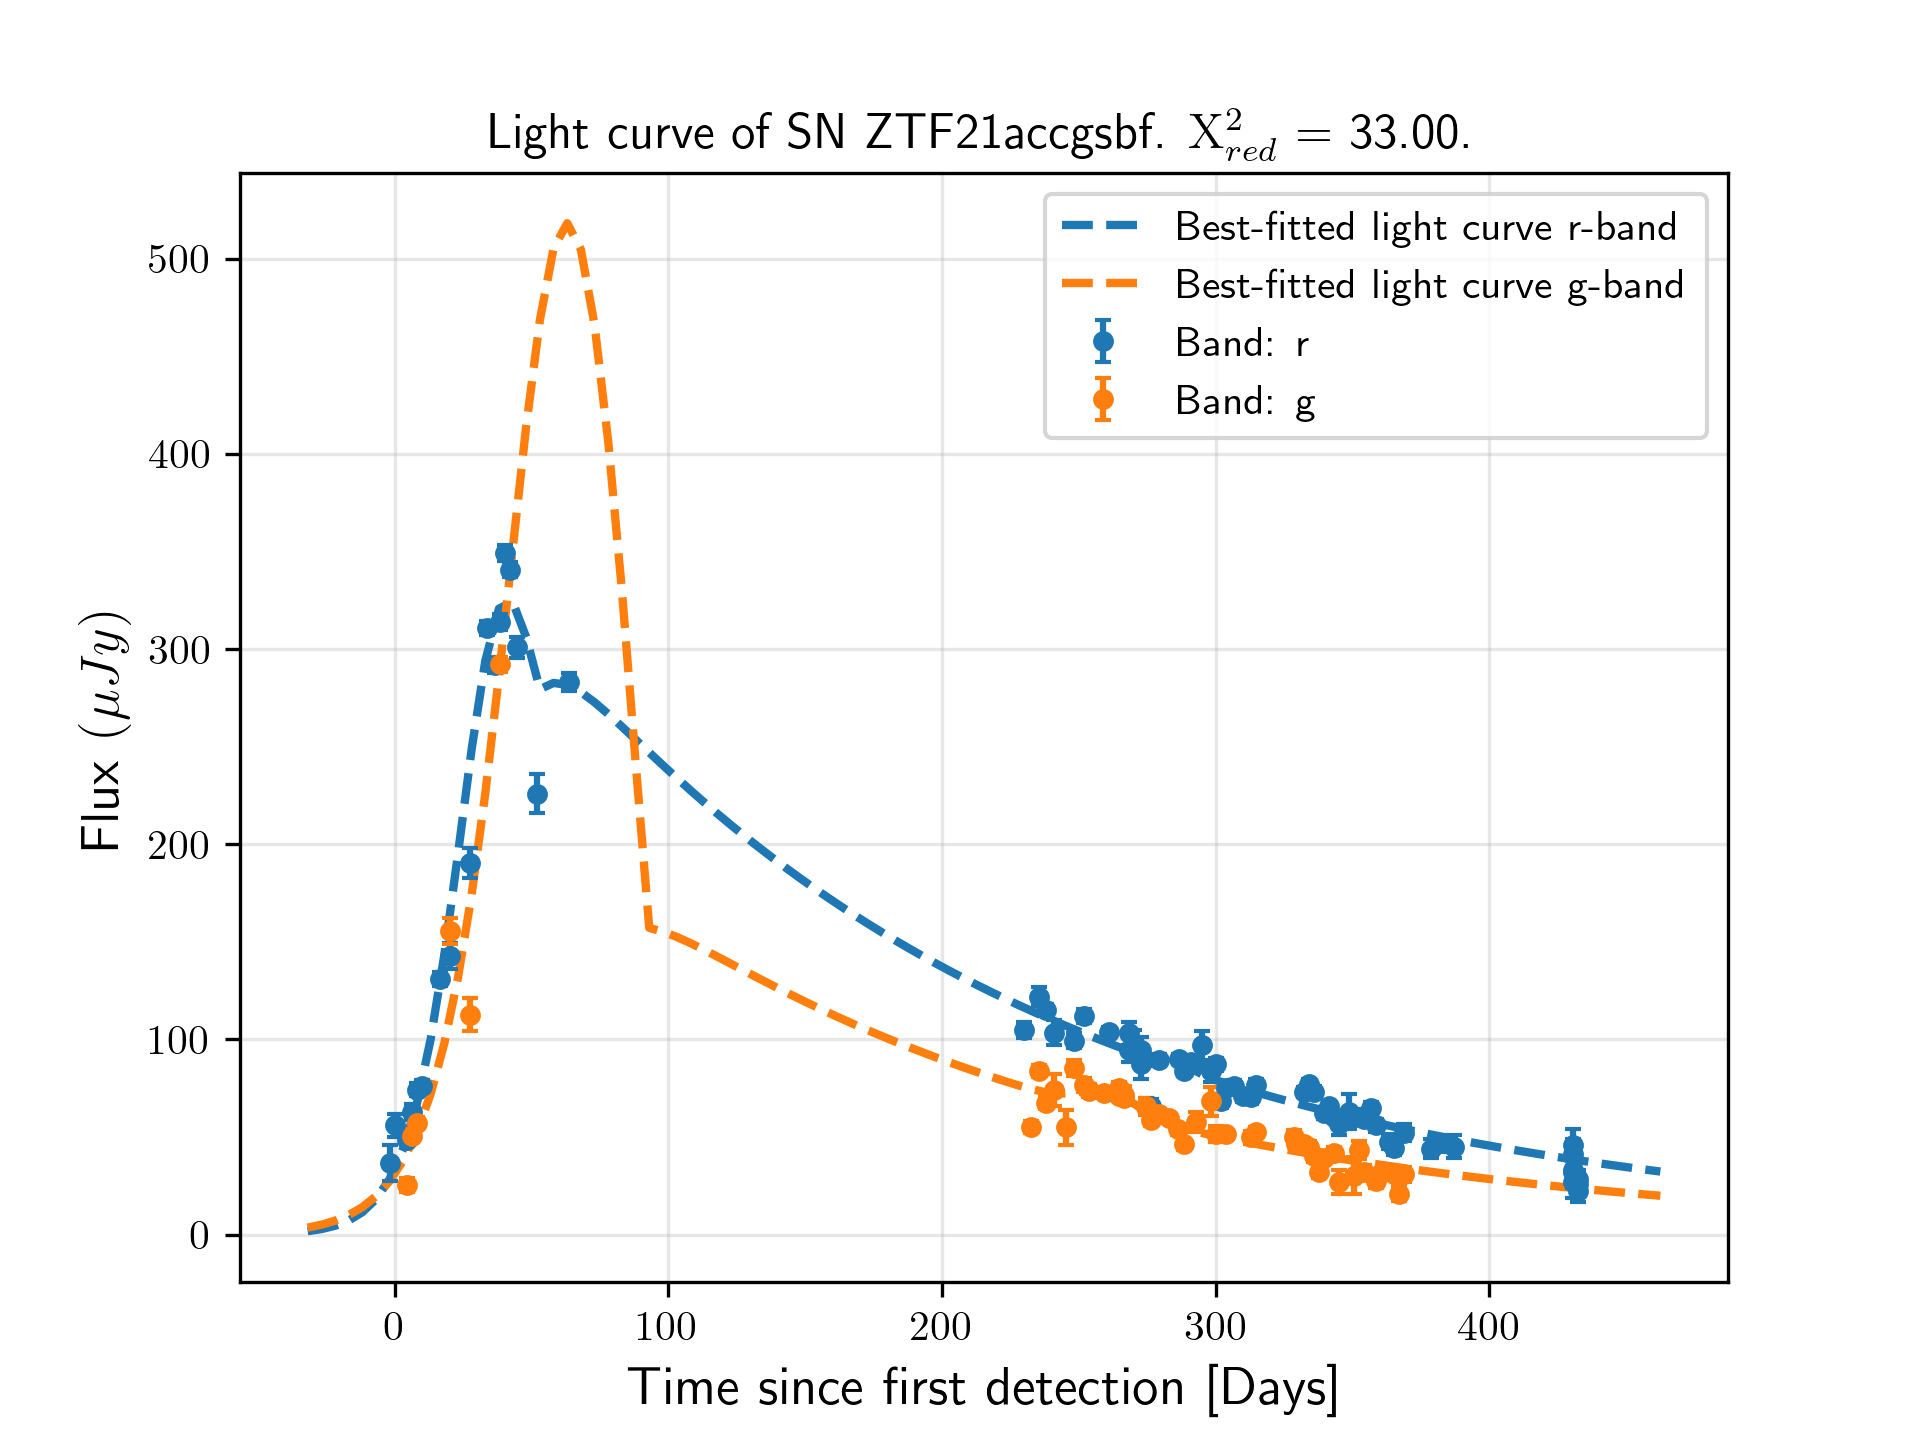 Light curve of SN ZTF21accgsbf. X²_red = 33.00.
Best-fitted light curve r-band
Best-fitted light curve g-band
Band: r
Band: g
Flux (μJy)
500
400
300
200
100
0
0 100 200 300 400
Time since first detection [Days]